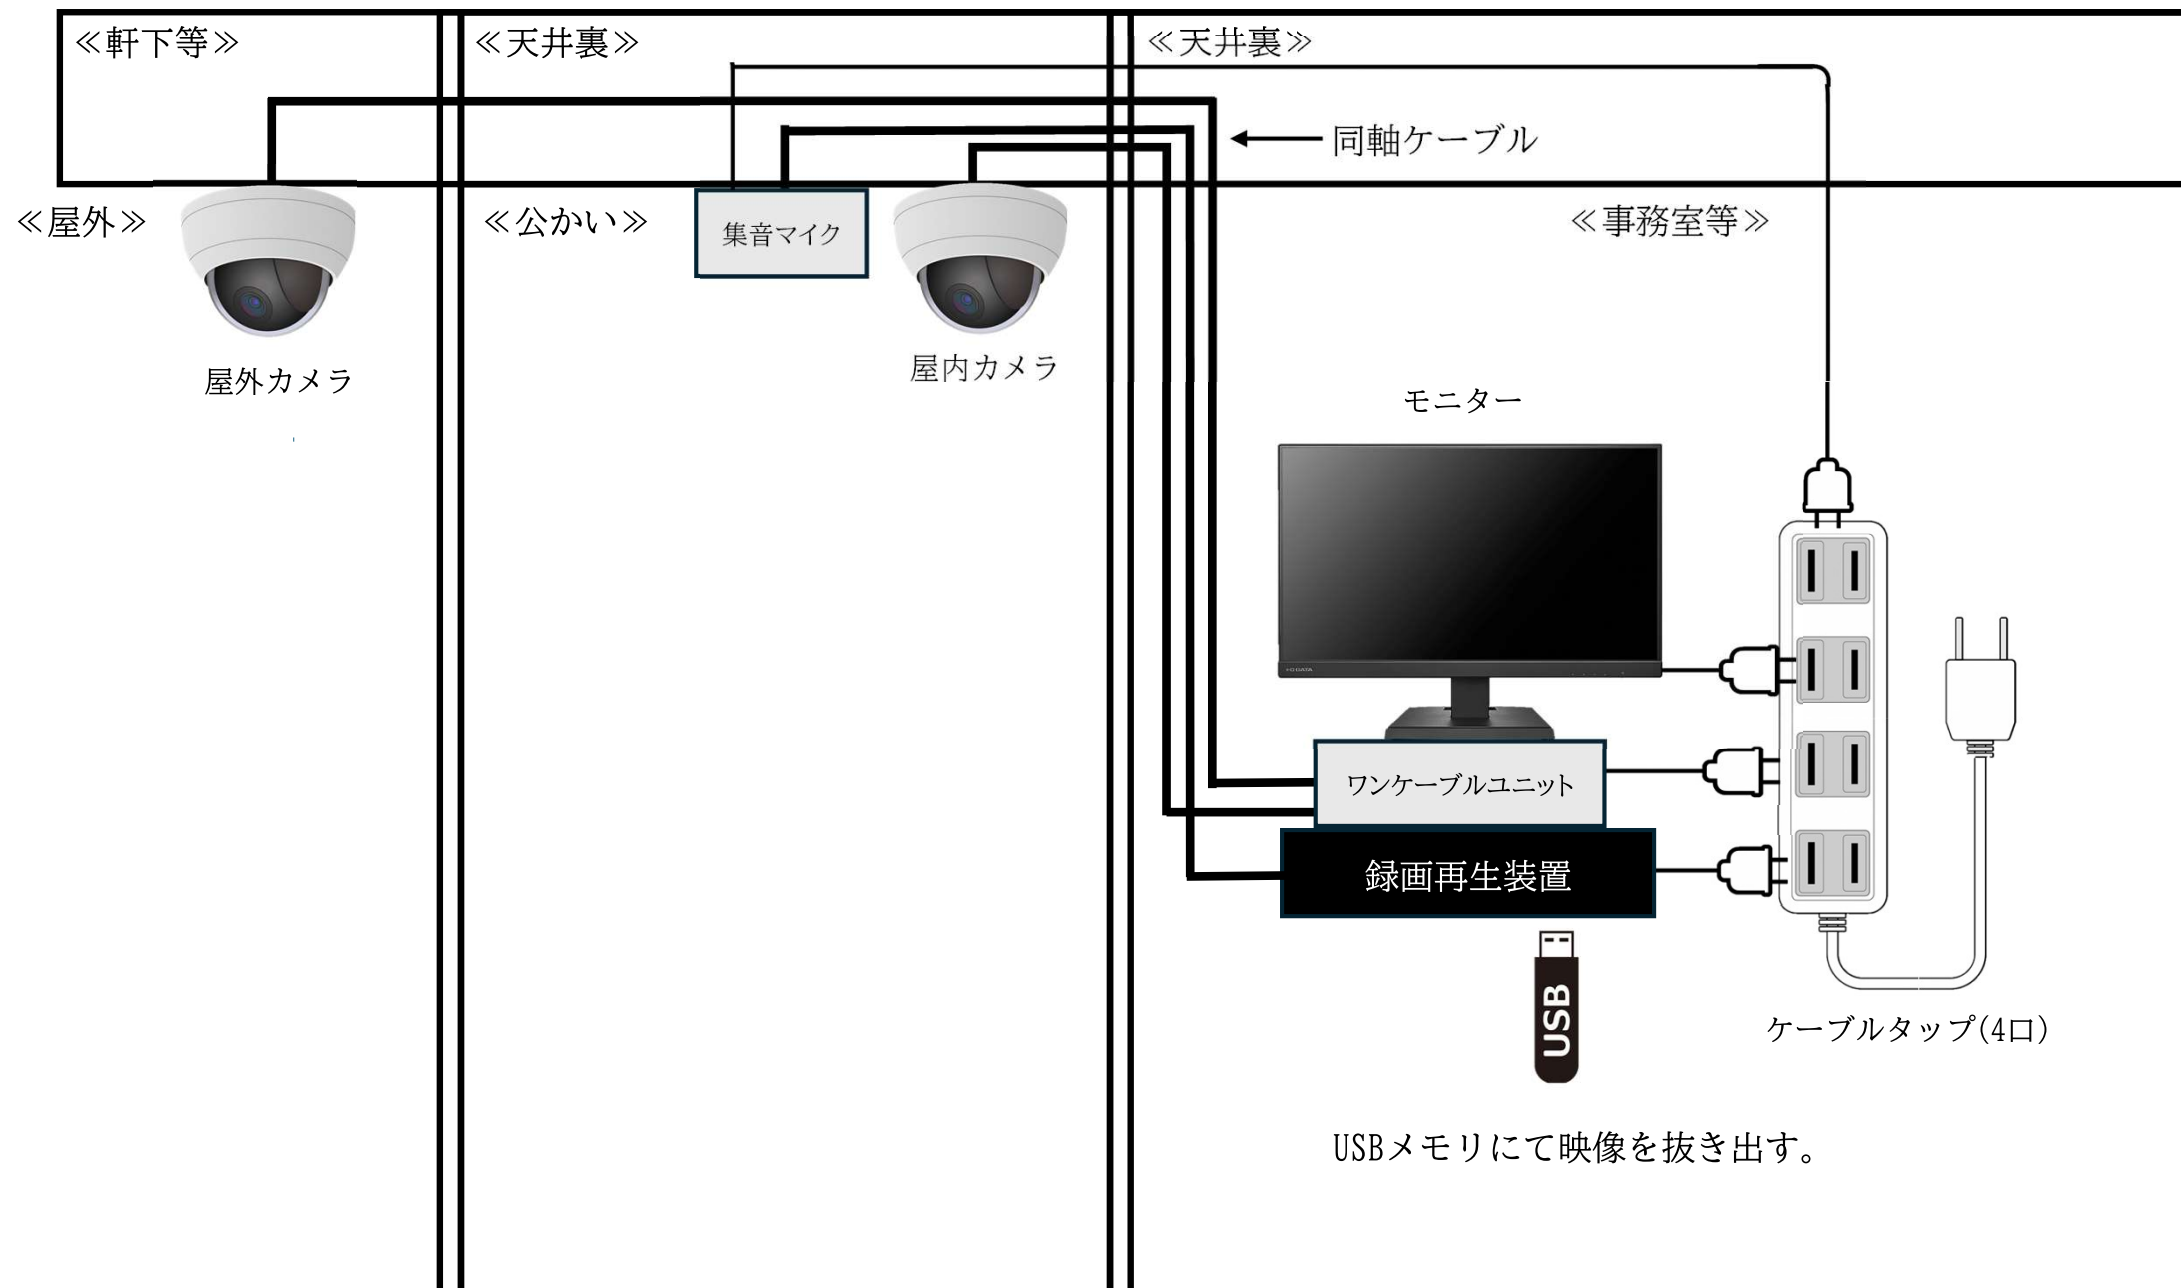 ≪軒下等≫
≪天井裏≫
≪天井裏≫
同軸ケーブル
≪屋外≫
≪公かい≫
集音マイク
≪事務室等≫
屋外カメラ
屋内カメラ
モニター
I-O DATA
ワンケーブルユニット
録画再生装置
USB
ケーブルタップ(4口)
USBメモリにて映像を抜き出す。